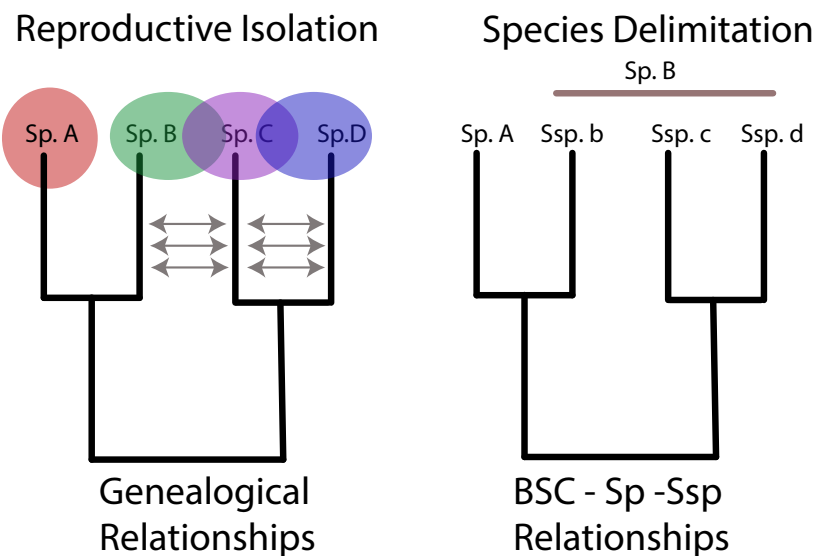 Reproductive Isolation
Sp. A Sp. B Sp. C Sp.D
Genealogical
Relationships
Species Delimitation
Sp. B
Sp. A Ssp. b Ssp. c Ssp. d
BSC - Sp -Ssp
Relationships